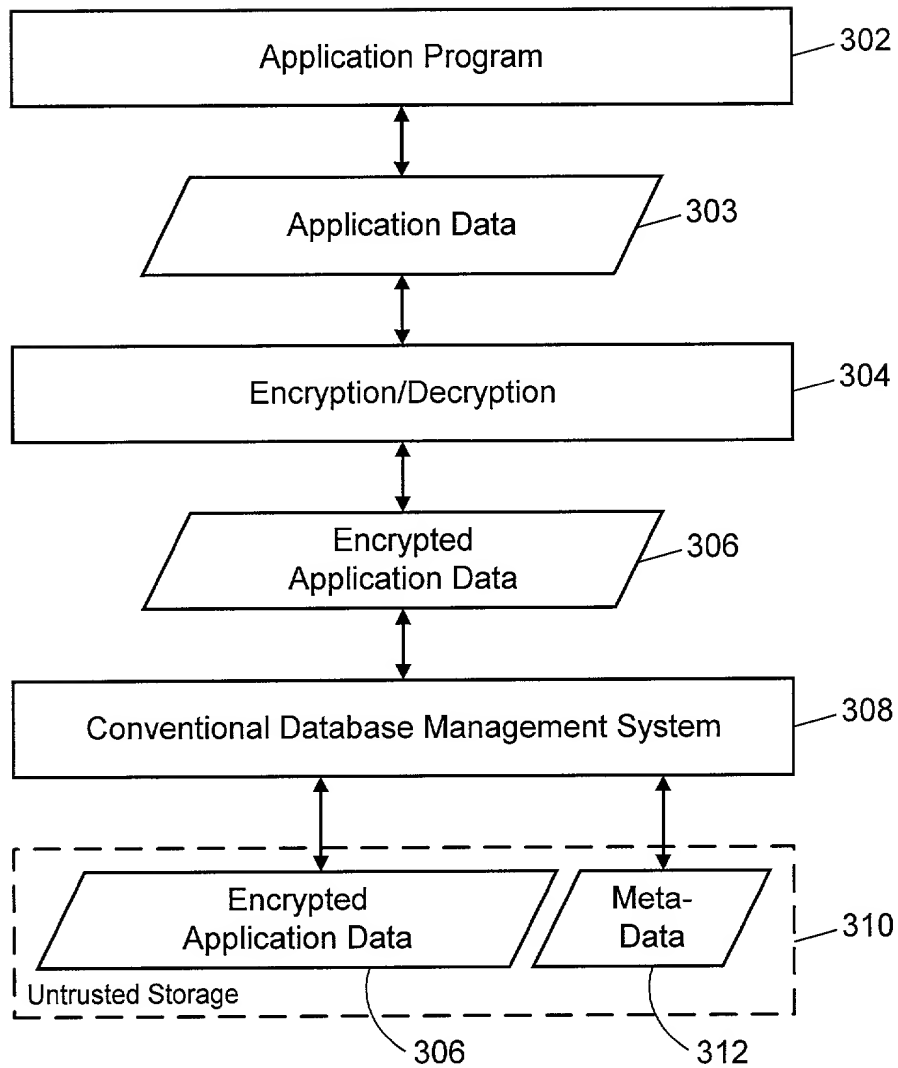 Application Program
302
Application Data
303
Encryption/Decryption
304
Encrypted
Application Data
306
Conventional Database Management System
308
Encrypted
Application Data
Meta-
Data
310
Untrusted Storage
306
312